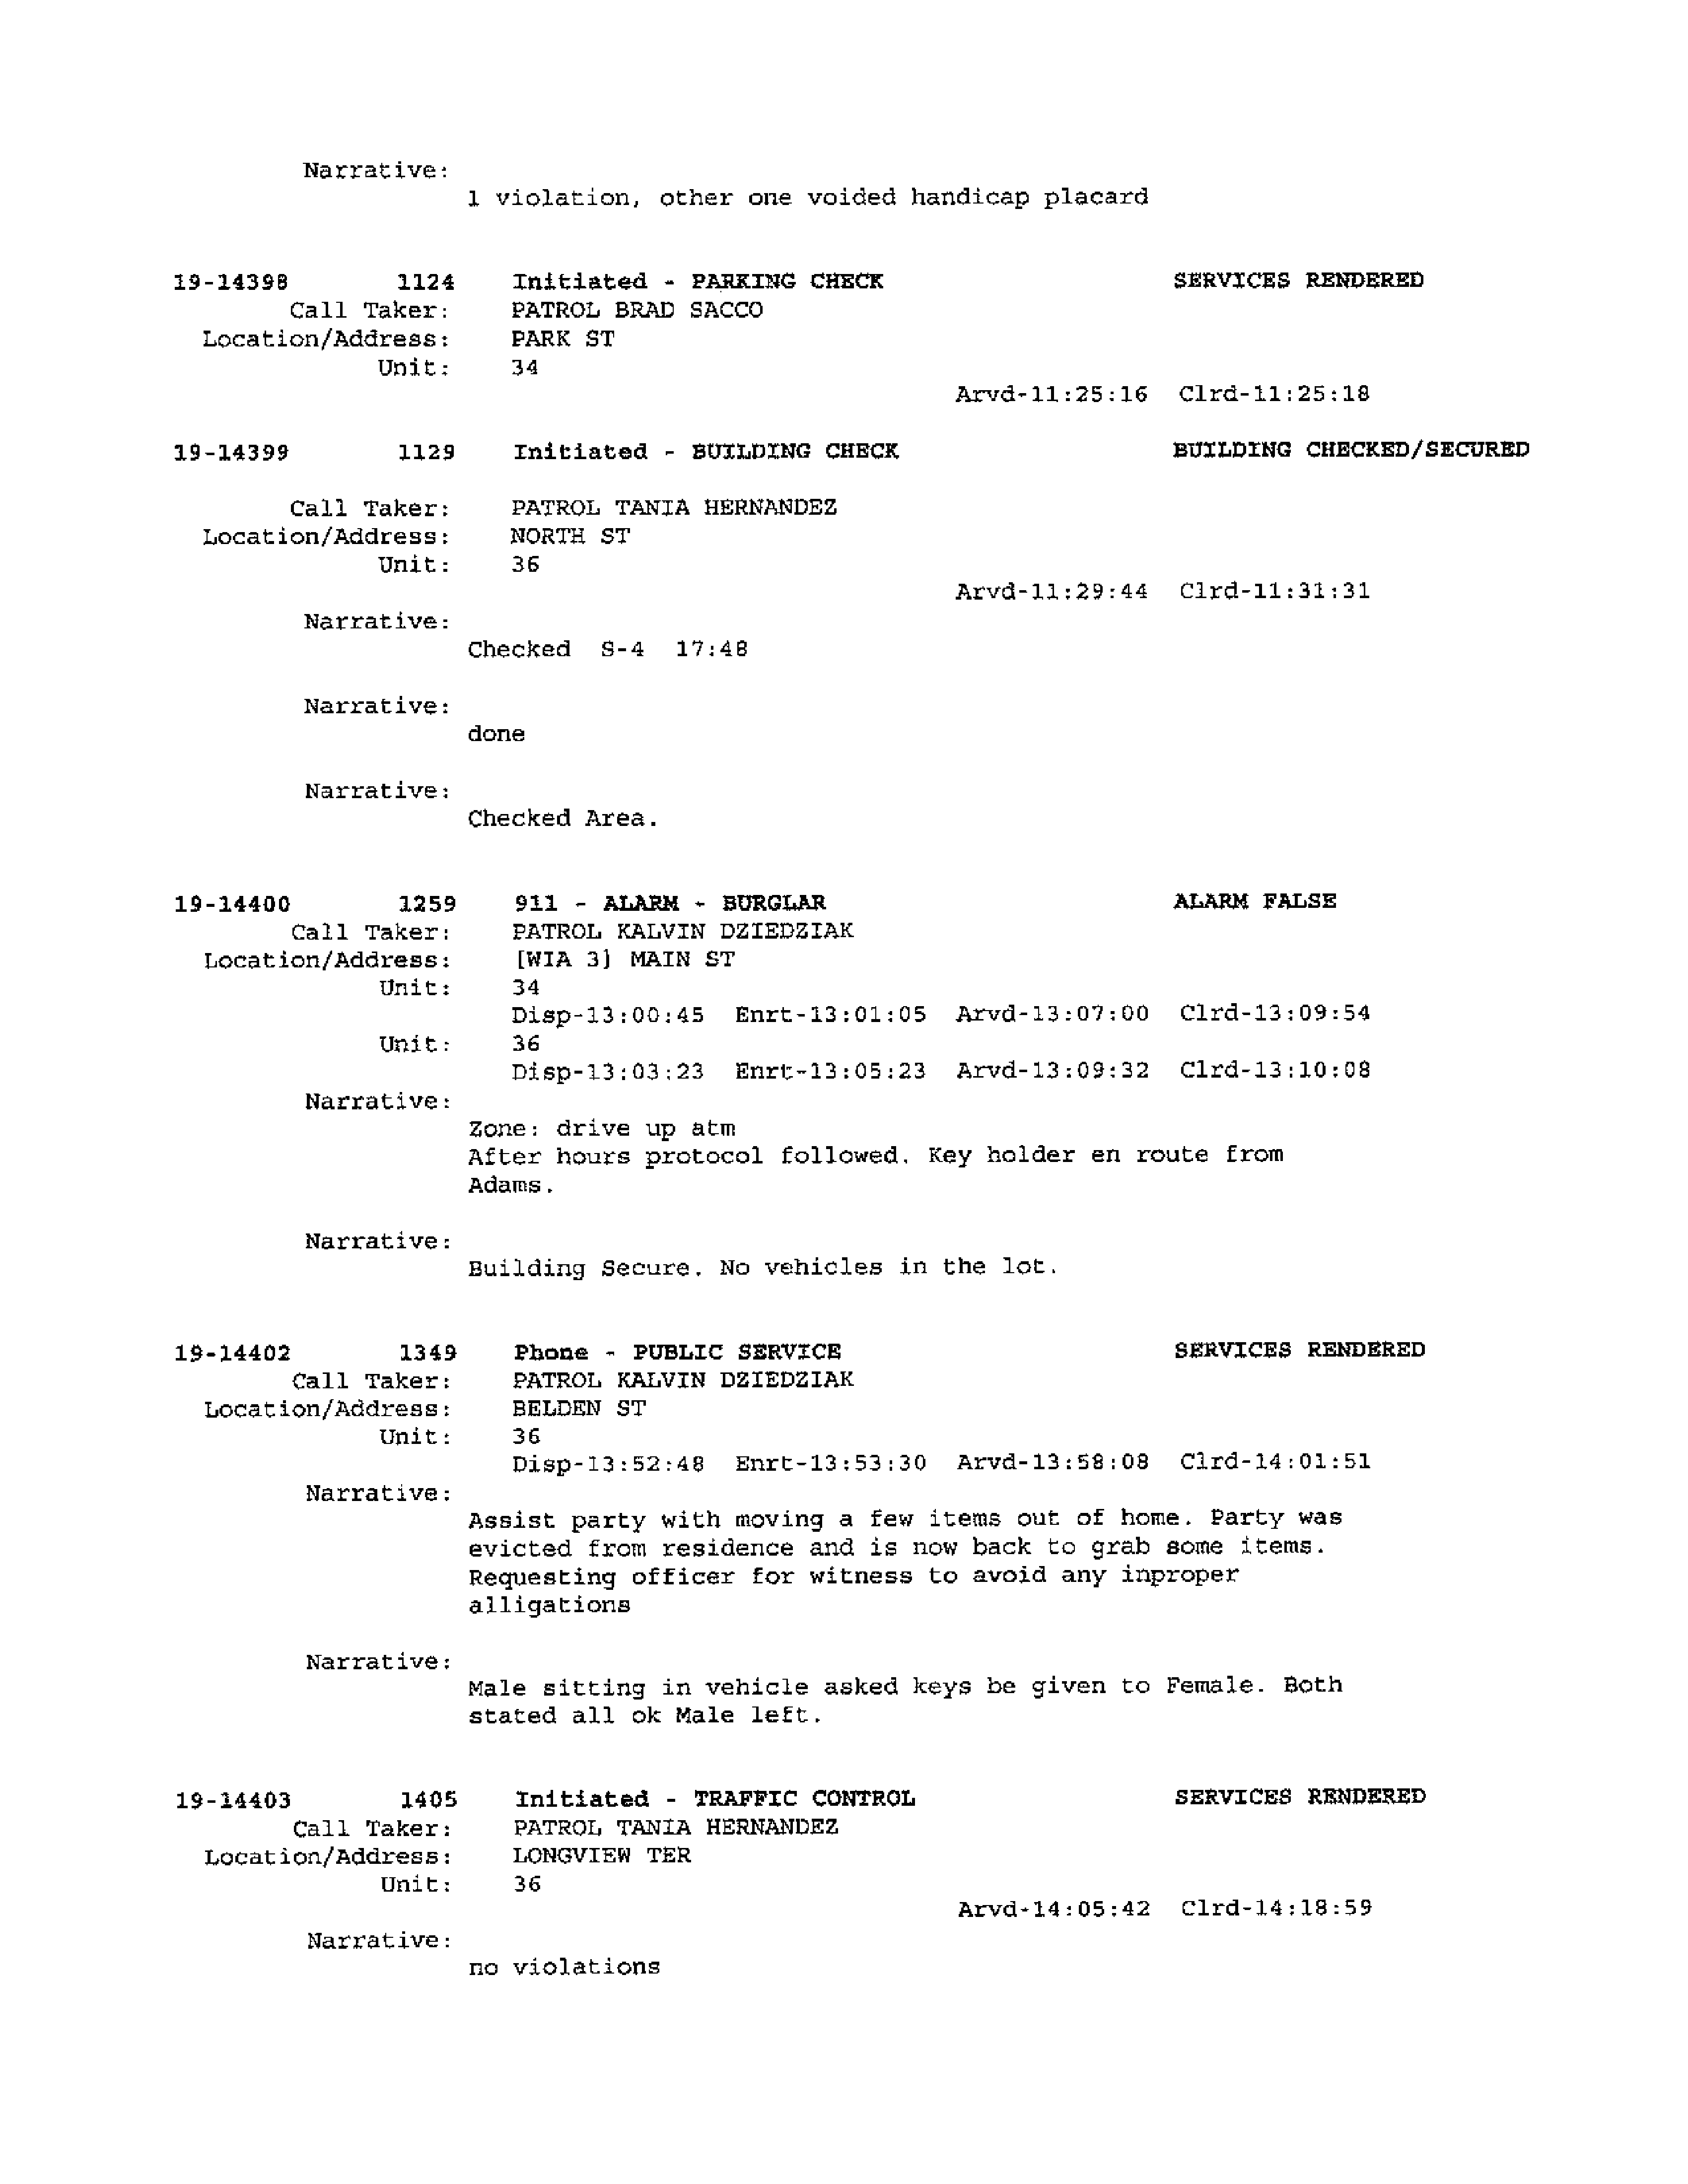 Narrative:
1 violation, other one voided handicap placard
19-14398 1124 Initiated - PARKING CHECK SERVICES RENDERED
Call Taker: PATROL BRAD SACCO
Location/Address: PARK ST
Unit: 34
Arvd-11:25:16 Clrd-11:25:18
19-14399 1129 Initiated - BUILDING CHECK BUILDING CHECKED/SECURED
Call Taker: PATROL TANIA HERNANDEZ
Location/Address: NORTH ST
Unit: 36
Arvd-11:29:44 Clrd-11:31:31
Narrative:
Checked S-4 17:48
Narrative:
done
Narrative:
Checked Area.
19-14400 1259 911 - ALARM - BURGLAR ALARM FALSE
Call Taker: PATROL KALVIN DZIEDZIAK
Location/Address: [WIA 3] MAIN ST
Unit: 34
Disp-13:00:45 Enrt-13:01:05 Arvd-13:07:00 Clrd-13:09:54
Unit: 36
Disp-13:03:23 Enrt-13:05:23 Arvd-13:09:32 Clrd-13:10:08
Narrative:
Zone: drive up atm
After hours protocol followed. Key holder en route from
Adams.
Narrative:
Building Secure. No vehicles in the lot.
19-14402 1349 Phone - PUBLIC SERVICE SERVICES RENDERED
Call Taker: PATROL KALVIN DZIEDZIAK
Location/Address: BELDEN ST
Unit: 36
Disp-13:52:48 Enrt-13:53:30 Arvd-13:58:08 Clrd-14:01:51
Narrative:
Assist party with moving a few items out of home. Party was
evicted from residence and is now back to grab some items.
Requesting officer for witness to avoid any inproper
alligations
Narrative:
Male sitting in vehicle asked keys be given to Female. Both
stated all ok Male left.
19-14403 1405 Initiated - TRAFFIC CONTROL SERVICES RENDERED
Call Taker: PATROL TANIA HERNANDEZ
Location/Address: LONGVIEW TER
Unit: 36
Arvd-14:05:42 Clrd-14:18:59
Narrative:
no violations